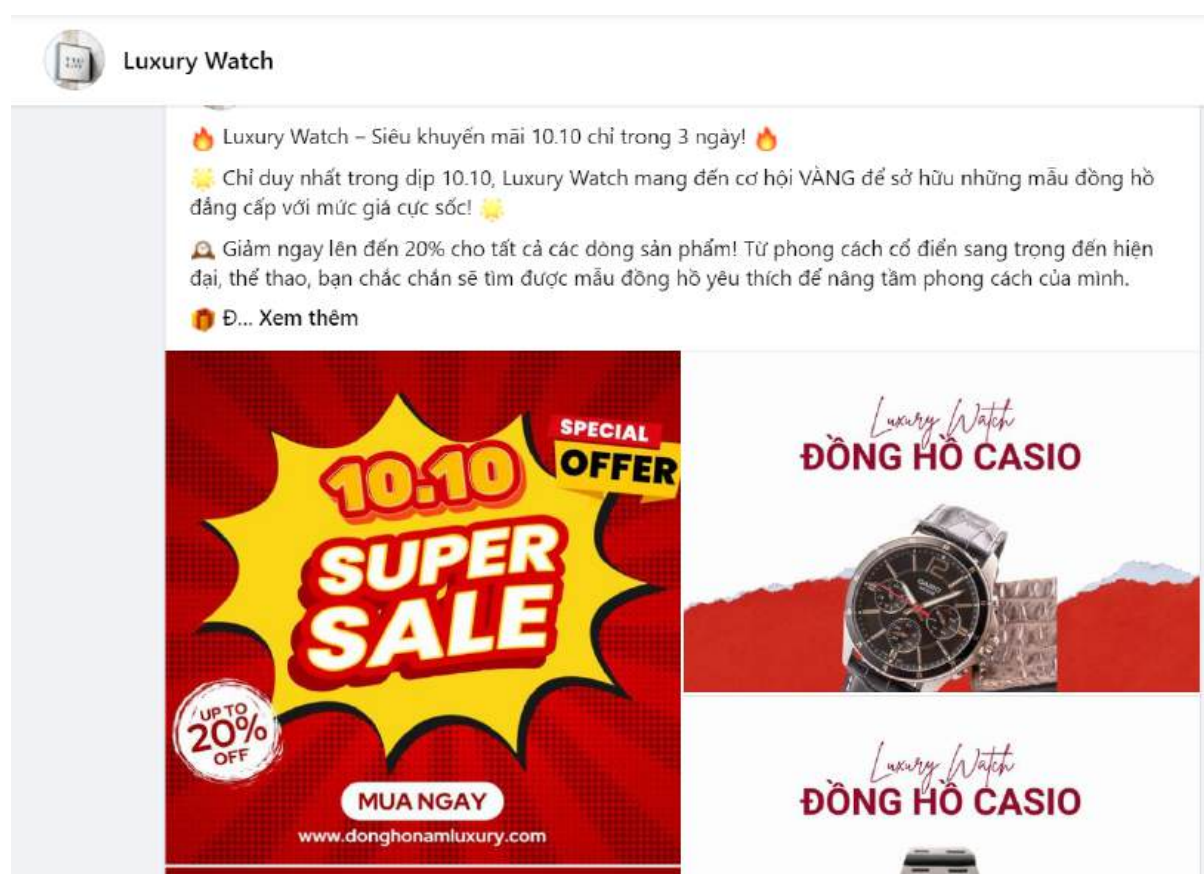 Luxury Watch
🔥 Luxury Watch – Siêu khuyến mãi 10.10 chỉ trong 3 ngày! 🔥
🌟 Chỉ duy nhất trong dịp 10.10, Luxury Watch mang đến cơ hội VÀNG để sở hữu những mẫu đồng hồ
đẳng cấp với mức giá cực sốc! 🌟
🕰️ Giảm ngay lên đến 20% cho tất cả các dòng sản phẩm! Từ phong cách cổ điển sang trọng đến hiện
đại, thể thao, bạn chắc chắn sẽ tìm được mẫu đồng hồ yêu thích để nâng tầm phong cách của mình.
🎁 Đ... Xem thêm
SPECIAL
OFFER
10.10
SUPER
SALE
UP TO
20%
OFF
MUA NGAY
www.donghonamluxury.com
Luxury Watch
ĐỒNG HỒ CASIO
CASIO
Luxury Watch
ĐỒNG HỒ CASIO